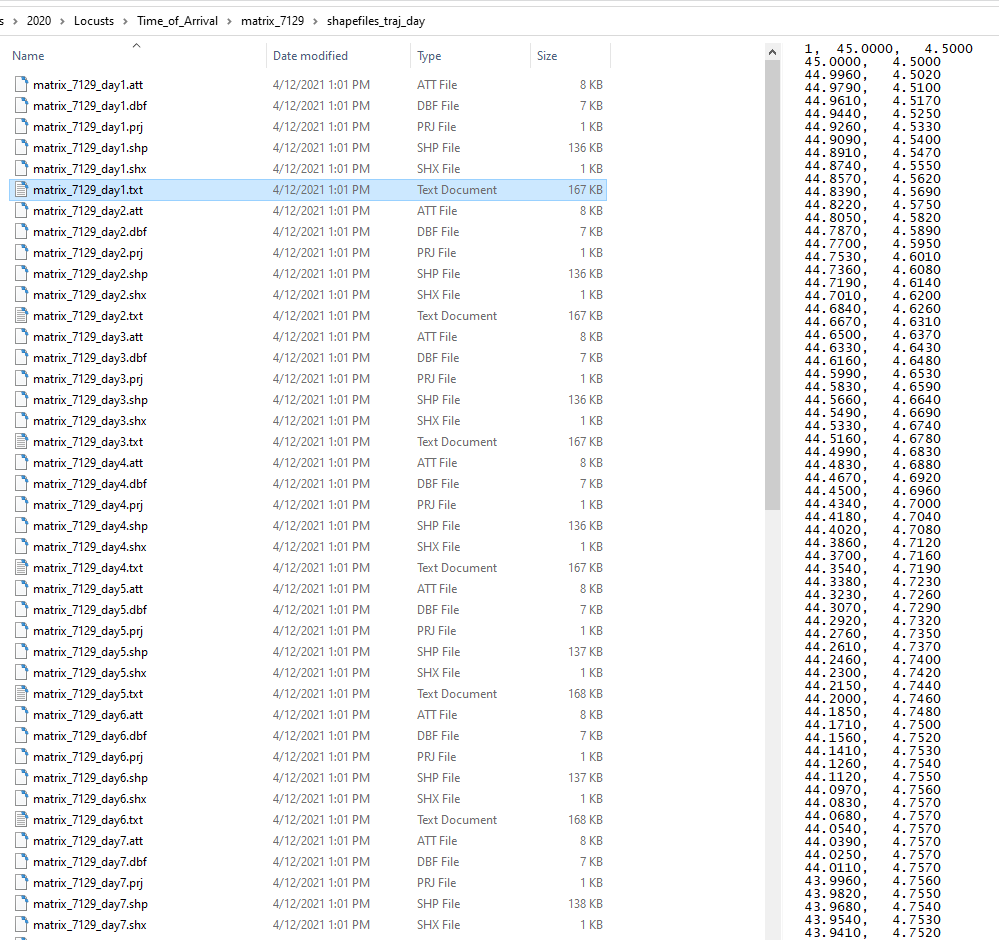 s > 2020 > Locusts > Time_of_Arrival > matrix_7129 > shapefiles_traj_day
Name Date modified Type Size
matrix_7129_day1.att 4/12/2021 1:01 PM ATT File 8 KB
matrix_7129_day1.dbf 4/12/2021 1:01 PM DBF File 7 KB
matrix_7129_day1.prj 4/12/2021 1:01 PM PRJ File 1 KB
matrix_7129_day1.shp 4/12/2021 1:01 PM SHP File 136 KB
matrix_7129_day1.shx 4/12/2021 1:01 PM SHX File 1 KB
matrix_7129_day1.txt 4/12/2021 1:01 PM Text Document 167 KB
matrix_7129_day2.att 4/12/2021 1:01 PM ATT File 8 KB
matrix_7129_day2.dbf 4/12/2021 1:01 PM DBF File 7 KB
matrix_7129_day2.prj 4/12/2021 1:01 PM PRJ File 1 KB
matrix_7129_day2.shp 4/12/2021 1:01 PM SHP File 136 KB
matrix_7129_day2.shx 4/12/2021 1:01 PM SHX File 1 KB
matrix_7129_day2.txt 4/12/2021 1:01 PM Text Document 167 KB
matrix_7129_day3.att 4/12/2021 1:01 PM ATT File 8 KB
matrix_7129_day3.dbf 4/12/2021 1:01 PM DBF File 7 KB
matrix_7129_day3.prj 4/12/2021 1:01 PM PRJ File 1 KB
matrix_7129_day3.shp 4/12/2021 1:01 PM SHP File 136 KB
matrix_7129_day3.shx 4/12/2021 1:01 PM SHX File 1 KB
matrix_7129_day3.txt 4/12/2021 1:01 PM Text Document 167 KB
matrix_7129_day4.att 4/12/2021 1:01 PM ATT File 8 KB
matrix_7129_day4.dbf 4/12/2021 1:01 PM DBF File 7 KB
matrix_7129_day4.prj 4/12/2021 1:01 PM PRJ File 1 KB
matrix_7129_day4.shp 4/12/2021 1:01 PM SHP File 136 KB
matrix_7129_day4.shx 4/12/2021 1:01 PM SHX File 1 KB
matrix_7129_day4.txt 4/12/2021 1:01 PM Text Document 167 KB
matrix_7129_day5.att 4/12/2021 1:01 PM ATT File 8 KB
matrix_7129_day5.dbf 4/12/2021 1:01 PM DBF File 7 KB
matrix_7129_day5.prj 4/12/2021 1:01 PM PRJ File 1 KB
matrix_7129_day5.shp 4/12/2021 1:01 PM SHP File 137 KB
matrix_7129_day5.shx 4/12/2021 1:01 PM SHX File 1 KB
matrix_7129_day5.txt 4/12/2021 1:01 PM Text Document 168 KB
matrix_7129_day6.att 4/12/2021 1:01 PM ATT File 8 KB
matrix_7129_day6.dbf 4/12/2021 1:01 PM DBF File 7 KB
matrix_7129_day6.prj 4/12/2021 1:01 PM PRJ File 1 KB
matrix_7129_day6.shp 4/12/2021 1:01 PM SHP File 137 KB
matrix_7129_day6.shx 4/12/2021 1:01 PM SHX File 1 KB
matrix_7129_day6.txt 4/12/2021 1:01 PM Text Document 168 KB
matrix_7129_day7.att 4/12/2021 1:01 PM ATT File 8 KB
matrix_7129_day7.dbf 4/12/2021 1:01 PM DBF File 7 KB
matrix_7129_day7.prj 4/12/2021 1:01 PM PRJ File 1 KB
matrix_7129_day7.shp 4/12/2021 1:01 PM SHP File 138 KB
matrix_7129_day7.shx 4/12/2021 1:01 PM SHX File 1 KB
1, 45.0000, 4.5000
45.0000, 4.5000
44.9960, 4.5020
44.9790, 4.5100
44.9610, 4.5170
44.9440, 4.5250
44.9260, 4.5330
44.9090, 4.5400
44.8910, 4.5470
44.8740, 4.5550
44.8570, 4.5620
44.8390, 4.5690
44.8220, 4.5750
44.8050, 4.5820
44.7870, 4.5890
44.7700, 4.5950
44.7530, 4.6010
44.7360, 4.6080
44.7190, 4.6140
44.7010, 4.6200
44.6840, 4.6260
44.6670, 4.6310
44.6500, 4.6370
44.6330, 4.6430
44.6160, 4.6480
44.5990, 4.6530
44.5830, 4.6590
44.5660, 4.6640
44.5490, 4.6690
44.5330, 4.6740
44.5160, 4.6780
44.4990, 4.6830
44.4830, 4.6880
44.4670, 4.6920
44.4500, 4.6960
44.4340, 4.7000
44.4180, 4.7040
44.4020, 4.7080
44.3860, 4.7120
44.3700, 4.7160
44.3540, 4.7190
44.3380, 4.7230
44.3230, 4.7260
44.3070, 4.7290
44.2920, 4.7320
44.2760, 4.7350
44.2610, 4.7370
44.2460, 4.7400
44.2300, 4.7420
44.2150, 4.7440
44.2000, 4.7460
44.1850, 4.7480
44.1710, 4.7500
44.1560, 4.7520
44.1410, 4.7530
44.1260, 4.7540
44.1120, 4.7550
44.0970, 4.7560
44.0830, 4.7570
44.0680, 4.7570
44.0540, 4.7570
44.0390, 4.7570
44.0250, 4.7570
44.0110, 4.7570
43.9960, 4.7560
43.9820, 4.7550
43.9680, 4.7540
43.9540, 4.7530
43.9410, 4.7520